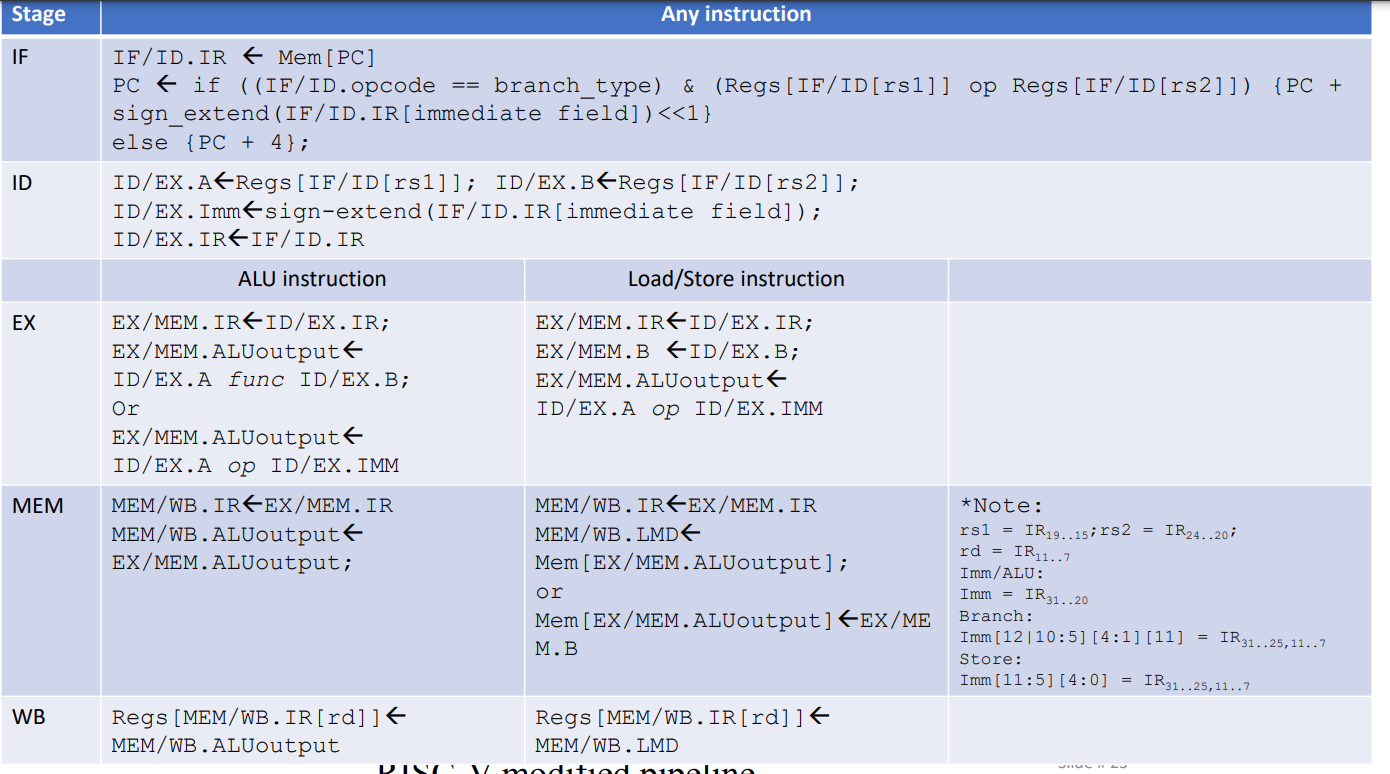 Stage Any instruction
IF IF/ID.IR ← Mem[PC]
PC ← if ((IF/ID.opcode == branch_type) & (Regs[IF/ID[rs1]] op Regs[IF/ID[rs2]]) {PC +
sign_extend(IF/ID.IR[immediate field])<<1}
else {PC + 4};
ID ID/EX.A←Regs[IF/ID[rs1]]; ID/EX.B←Regs[IF/ID[rs2]];
ID/EX.Imm←sign-extend(IF/ID.IR[immediate field]);
ID/EX.IR←IF/ID.IR
ALU instruction Load/Store instruction
EX
EX/MEM.IR←ID/EX.IR;
EX/MEM.ALUoutput←
ID/EX.A func ID/EX.B;
Or
EX/MEM.ALUoutput←
ID/EX.A op ID/EX.IMM
EX/MEM.IR←ID/EX.IR;
EX/MEM.B ←ID/EX.B;
EX/MEM.ALUoutput←
ID/EX.A op ID/EX.IMM
MEM
MEM/WB.IR←EX/MEM.IR
MEM/WB.ALUoutput←
EX/MEM.ALUoutput;
MEM/WB.IR←EX/MEM.IR
MEM/WB.LMD←
Mem[EX/MEM.ALUoutput];
or
Mem[EX/MEM.ALUoutput]←EX/ME
M.B
*Note:
rs1 = IR19..15;rs2 = IR24..20;
rd = IR11..7
Imm/ALU:
Imm = IR31..20
Branch:
Imm[12|10:5][4:1][11] = IR31..25,11..7
Store:
Imm[11:5][4:0] = IR31..25,11..7
WB
Regs[MEM/WB.IR[rd]]←
MEM/WB.ALUoutput
Regs[MEM/WB.IR[rd]]←
MEM/WB.LMD
RISC-V modified pipeline